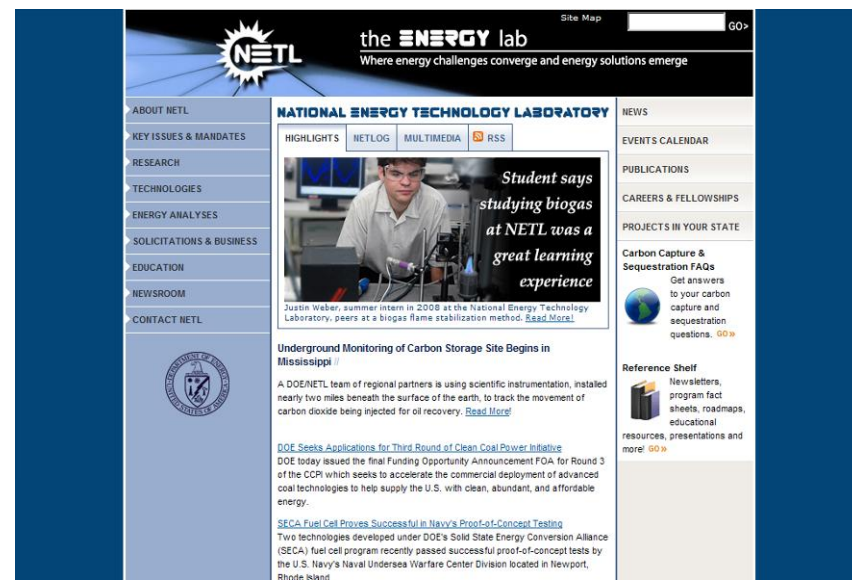 Site Map
GO>
NETL
the ENERGY lab
Where energy challenges converge and energy solutions emerge
ABOUT NETL
KEY ISSUES & MANDATES
RESEARCH
TECHNOLOGIES
ENERGY ANALYSES
SOLICITATIONS & BUSINESS
EDUCATION
NEWSROOM
CONTACT NETL
DEPARTMENT OF ENERGY
UNITED STATES OF AMERICA
NATIONAL ENERGY TECHNOLOGY LABORATORY
HIGHLIGHTS NETLOG MULTIMEDIA RSS
Student says
studying biogas
at NETL was a
great learning
experience
Justin Weber, summer intern in 2008 at the National Energy Technology
Laboratory, peers at a biogas flame stabilization method. Read More!
Underground Monitoring of Carbon Storage Site Begins in
Mississippi //
A DOE/NETL team of regional partners is using scientific instrumentation, installed
nearly two miles beneath the surface of the earth, to track the movement of
carbon dioxide being injected for oil recovery. Read More!
DOE Seeks Applications for Third Round of Clean Coal Power Initiative
DOE today issued the final Funding Opportunity Announcement FOA for Round 3
of the CCPI which seeks to accelerate the commercial deployment of advanced
coal technologies to help supply the U.S. with clean, abundant, and affordable
energy.
SECA Fuel Cell Proves Successful in Navy's Proof-of-Concept Testing
Two technologies developed under DOE's Solid State Energy Conversion Alliance
(SECA) fuel cell program recently passed successful proof-of-concept tests by
the U.S. Navy's Naval Undersea Warfare Center Division located in Newport,
Rhode Island.
NEWS
EVENTS CALENDAR
PUBLICATIONS
CAREERS & FELLOWSHIPS
PROJECTS IN YOUR STATE
Carbon Capture &
Sequestration FAQs
Get answers
to your carbon
capture and
sequestration
questions. GO»
Reference Shelf
Newsletters,
program fact
sheets, roadmaps,
educational
resources, presentations and
more! GO»